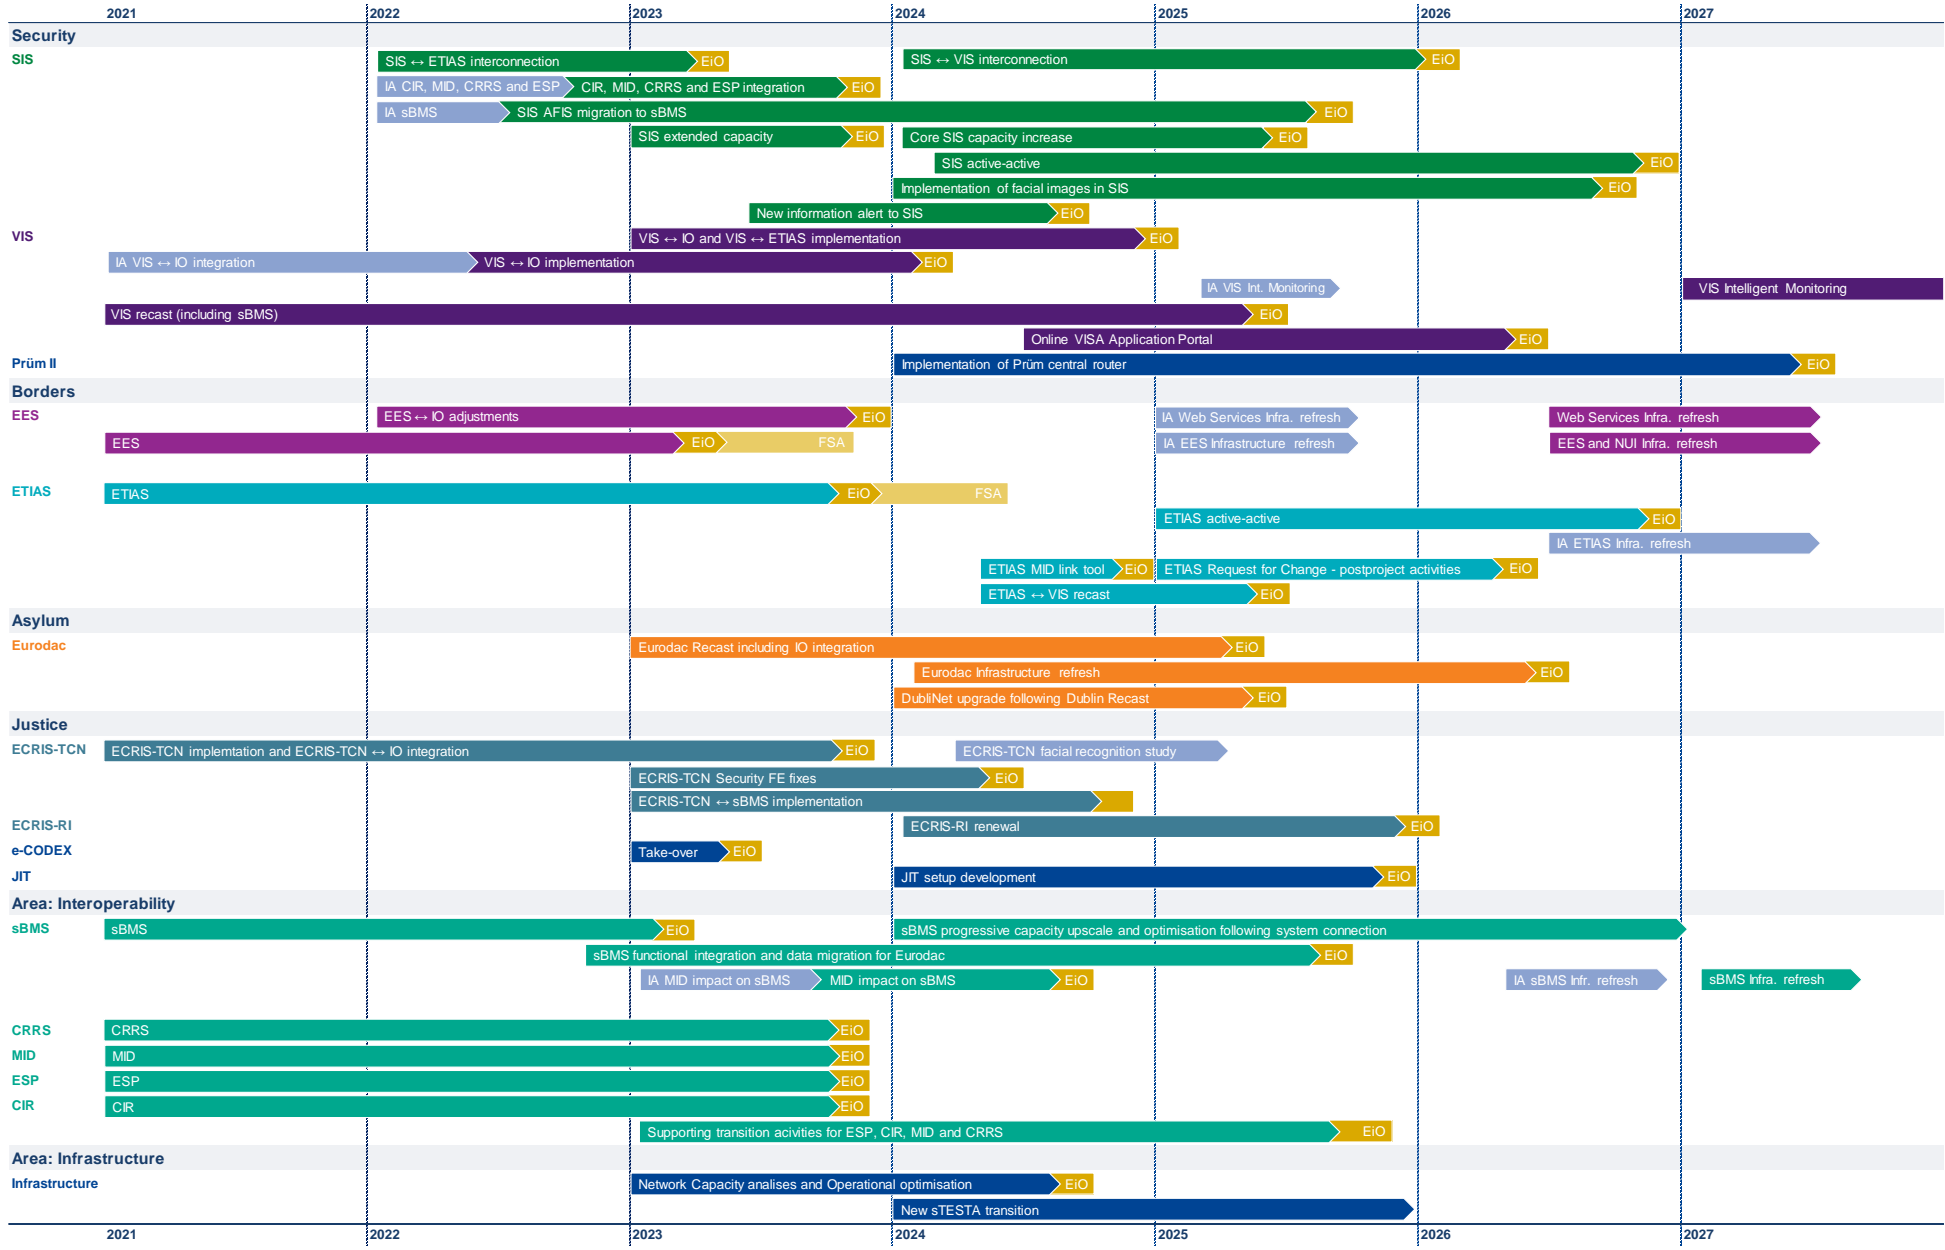 2021 2022 2023 2024 2025 2026 2027
Security
SIS
SIS ↔ ETIAS interconnection EiO SIS ↔ VIS interconnection EiO
IA CIR, MID, CRRS and ESP CIR, MID, CRRS and ESP integration EiO
IA sBMS SIS AFIS migration to sBMS EiO
SIS extended capacity EiO Core SIS capacity increase EiO
SIS active-active EiO
Implementation of facial images in SIS EiO
New information alert to SIS EiO
VIS VIS ↔ IO and VIS ↔ ETIAS implementation EiO
IA VIS ↔ IO integration VIS ↔ IO implementation EiO
IA VIS Int. Monitoring VIS Intelligent Monitoring
VIS recast (including sBMS) EiO
Online VISA Application Portal EiO
Prüm II Implementation of Prüm central router EiO
Borders
EES EES ↔ IO adjustments EiO IA Web Services Infra. refresh Web Services Infra. refresh
EES EiO FSA IA EES Infrastructure refresh EES and NUI Infra. refresh
ETIAS ETIAS EiO FSA
ETIAS active-active EiO
IA ETIAS Infra. refresh
ETIAS MID link tool EiO ETIAS Request for Change - postproject activities EiO
ETIAS ↔ VIS recast EiO
Asylum
Eurodac Eurodac Recast including IO integration EiO
Eurodac Infrastructure refresh EiO
DubliNet upgrade following Dublin Recast EiO
Justice
ECRIS-TCN ECRIS-TCN implemtation and ECRIS-TCN ↔ IO integration EiO ECRIS-TCN facial recognition study
ECRIS-TCN Security FE fixes EiO
ECRIS-TCN ↔ sBMS implementation
ECRIS-RI ECRIS-RI renewal EiO
e-CODEX Take-over EiO
JIT JIT setup development EiO
Area: Interoperability
sBMS sBMS EiO sBMS progressive capacity upscale and optimisation following system connection
sBMS functional integration and data migration for Eurodac EiO
IA MID impact on sBMS MID impact on sBMS EiO IA sBMS Infr. refresh sBMS Infra. refresh
CRRS CRRS EiO
MID MID EiO
ESP ESP EiO
CIR CIR EiO
Supporting transition acivities for ESP, CIR, MID and CRRS EiO
Area: Infrastructure
Infrastructure Network Capacity analises and Operational optimisation EiO
New sTESTA transition
2021 2022 2023 2024 2025 2026 2027